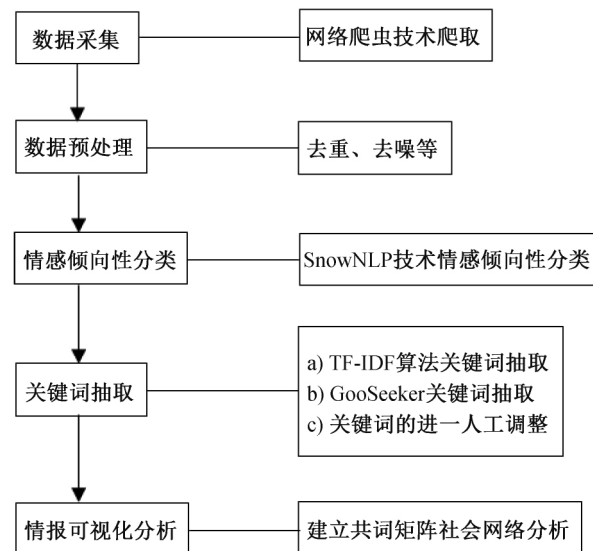 数据采集
网络爬虫技术爬取
数据预处理
去重、去噪等
情感倾向性分类
SnowNLP技术情感倾向性分类
关键词抽取
a) TF-IDF算法关键词抽取
b) GooSeeker关键词抽取
c) 关键词的进一人工调整
情报可视化分析
建立共词矩阵社会网络分析